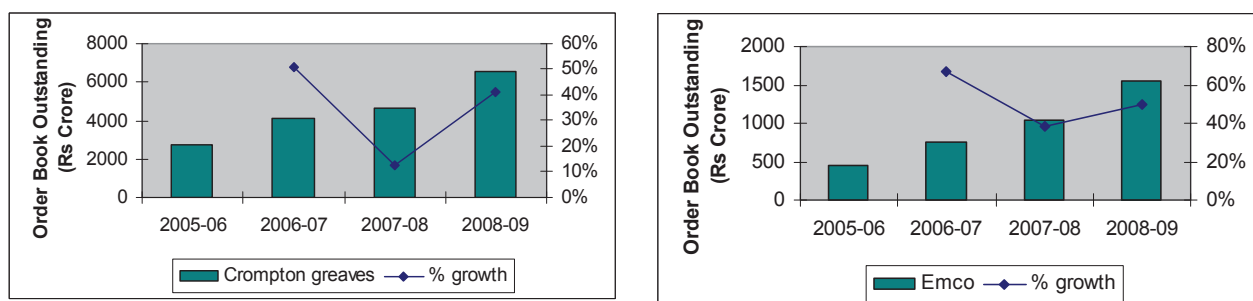 Order Book Outstanding
(Rs Crore)
8000
6000
4000
2000
0
60%
50%
40%
30%
20%
10%
0%
2005-06 2006-07 2007-08 2008-09
Crompton greaves % growth
Order Book Outstanding
(Rs Crore)
2000
1500
1000
500
0
80%
60%
40%
20%
0%
2005-06 2006-07 2007-08 2008-09
Emco % growth